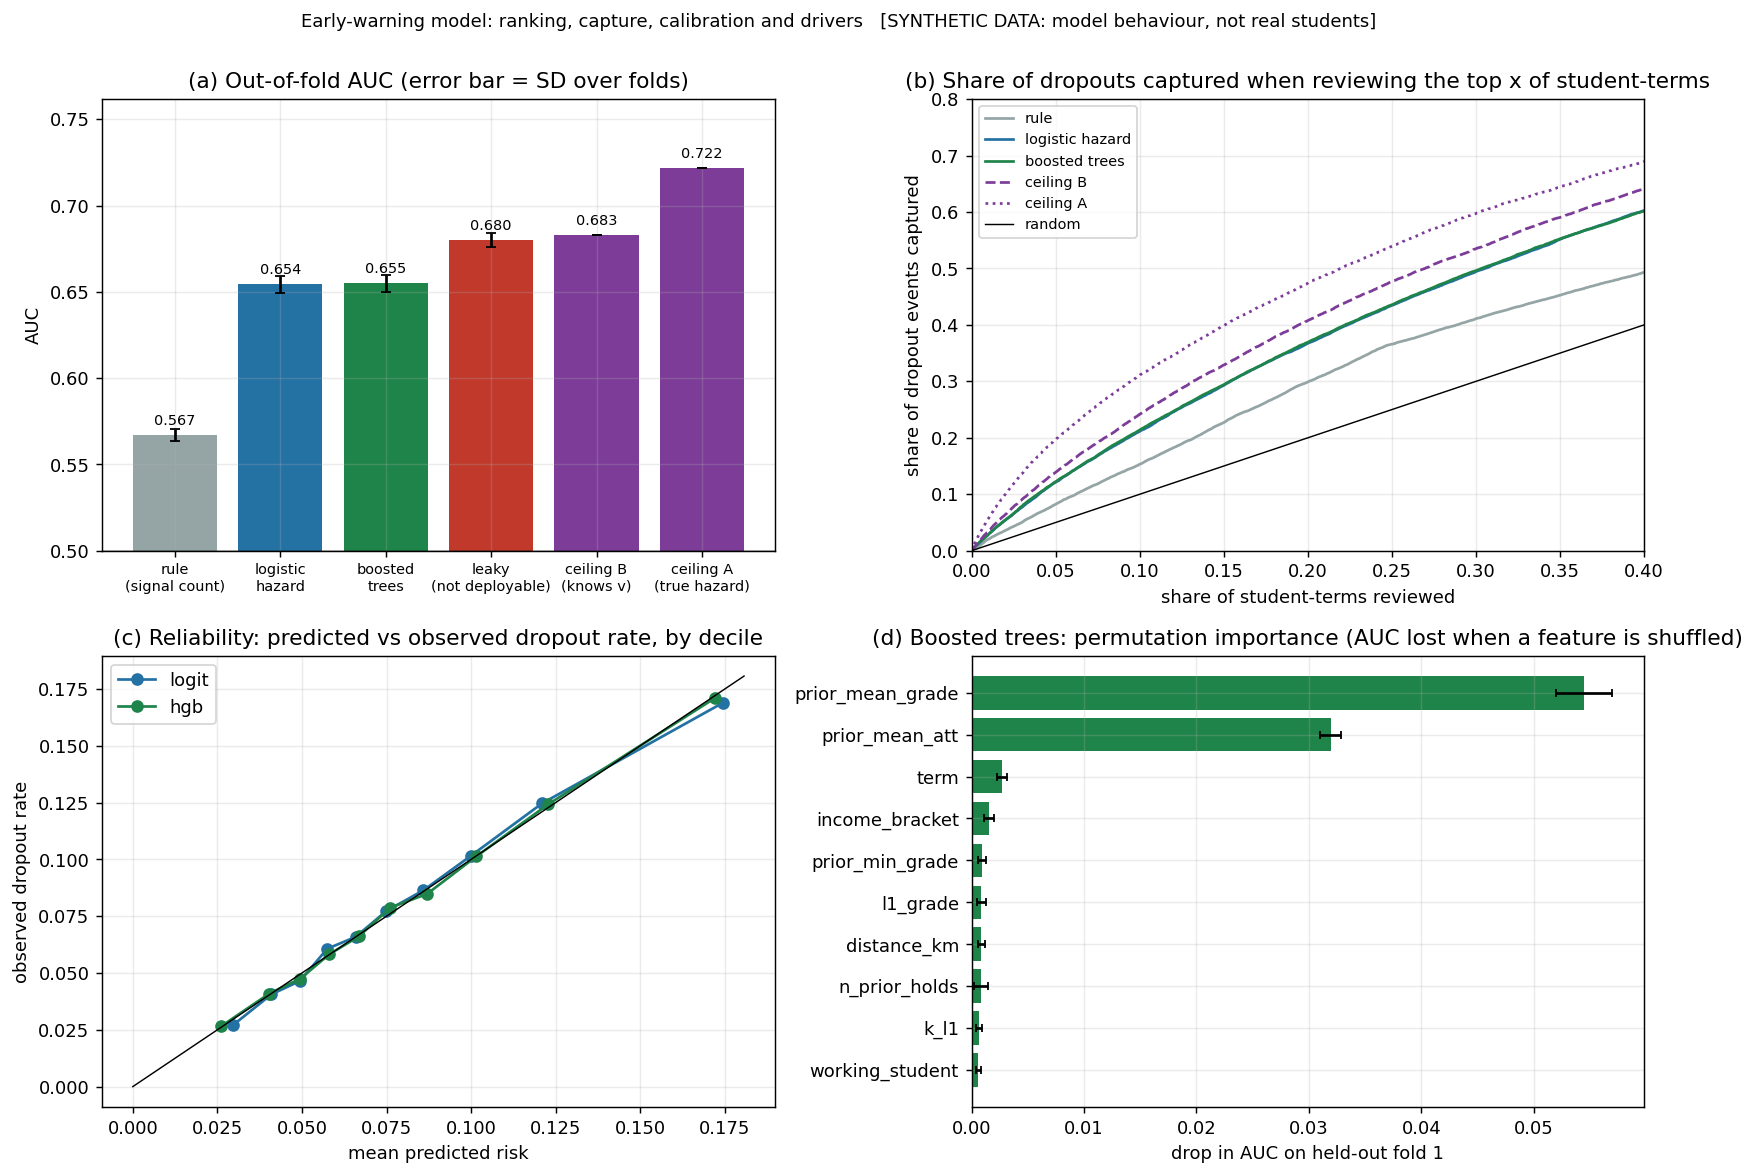 Early-warning model: ranking, capture, calibration and drivers   [SYNTHETIC DATA: model behaviour, not real students]
(a) Out-of-fold AUC (error bar = SD over folds)
AUC
0.75
0.70
0.65
0.60
0.55
0.50
0.567
0.654
0.655
0.680
0.683
0.722
rule
(signal count)
logistic
hazard
boosted
trees
leaky
(not deployable)
ceiling B
(knows v)
ceiling A
(true hazard)
(b) Share of dropouts captured when reviewing the top x of student-terms
share of dropout events captured
0.8
0.7
0.6
0.5
0.4
0.3
0.2
0.1
0.0
rule
logistic hazard
boosted trees
ceiling B
ceiling A
random
0.00 0.05 0.10 0.15 0.20 0.25 0.30 0.35 0.40
share of student-terms reviewed
(c) Reliability: predicted vs observed dropout rate, by decile
observed dropout rate
0.175
0.150
0.125
0.100
0.075
0.050
0.025
0.000
logit
hgb
0.000 0.025 0.050 0.075 0.100 0.125 0.150 0.175
mean predicted risk
(d) Boosted trees: permutation importance (AUC lost when a feature is shuffled)
prior_mean_grade
prior_mean_att
term
income_bracket
prior_min_grade
l1_grade
distance_km
n_prior_holds
k_l1
working_student
0.00 0.01 0.02 0.03 0.04 0.05
drop in AUC on held-out fold 1